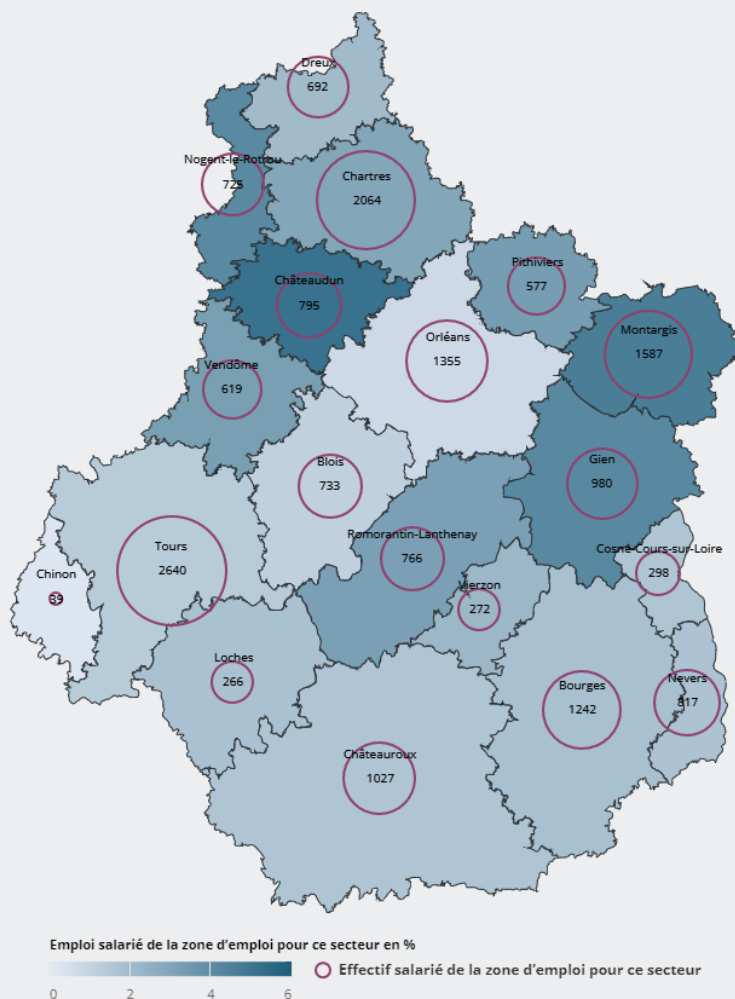 Dreux
692
Nogent-le-Rotrou
725
Chartres
2064
Châteaudun
795
Pithiviers
577
Montargis
1587
Orléans
1355
Vendôme
619
Blois
733
Gien
980
Romorantin-Lanthenay
766
Tours
2640
Chinon
39
Cosne-Cours-sur-Loire
298
Vierzon
272
Loches
266
Bourges
1242
Nevers
817
Châteauroux
1027
Emploi salarié de la zone d’emploi pour ce secteur en %
0 2 4 6
Effectif salarié de la zone d’emploi pour ce secteur